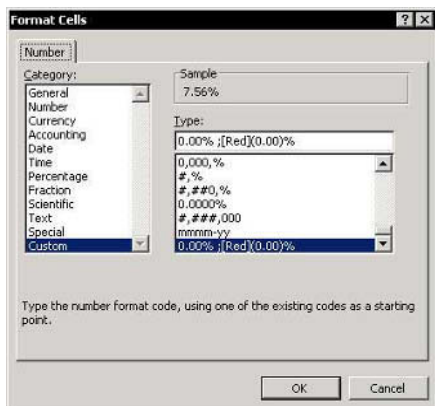 Format Cells
Number
Category:
General
Number
Currency
Accounting
Date
Time
Percentage
Fraction
Scientific
Text
Special
Custom
Sample
7.56%
Type:
0.00% ;[Red](0.00)%
0,000,%
#,%
#,##0,%
0.0000%
#,###,000
mmmm-yy
0.00% ;[Red](0.00)%
Type the number format code, using one of the existing codes as a starting
point.
OK
Cancel